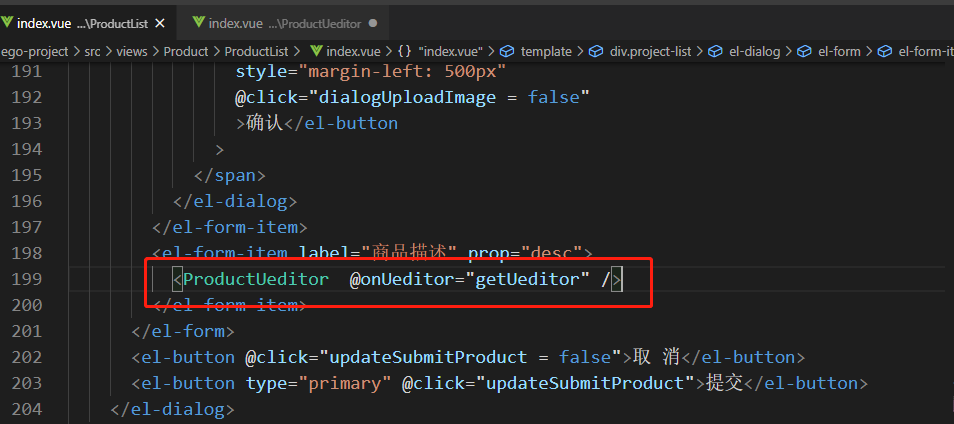 index.vue ...\ProductList × index.vue ...\ProductUeditor ●
ego-project > src > views > Product > ProductList > index.vue > {} "index.vue" > template > div.project-list > el-dialog > el-form > el-form-it
191 style="margin-left: 500px"
192 @click="dialogUploadImage = false"
193 >确认</el-button
194 >
195 </span>
196 </el-dialog>
197 </el-form-item>
198 <el-form-item label="商品描述" prop="desc">
199 <ProductUeditor @onUeditor="getUeditor" />
200 </el-form-item>
201 </el-form>
202 <el-button @click="updateSubmitProduct = false">取 消</el-button>
203 <el-button type="primary" @click="updateSubmitProduct">提交</el-button>
204 </el-dialog>